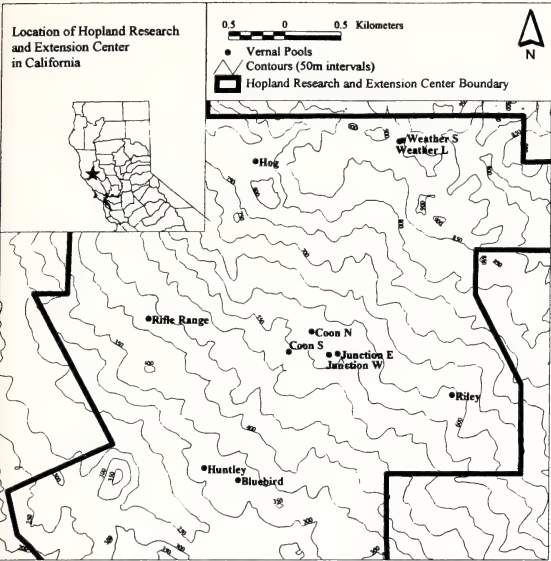 Location of Hopland Research
and Extension Center
in California
0.5 0 0.5 Kilometers
Vernal Pools
Contours (50m intervals)
Hopland Research and Extension Center Boundary
N
Weather S
Weather L
Hog
Rifle Range
Coon N
Coon S
Junction E
Junction W
Riley
Huntley
Bluebird